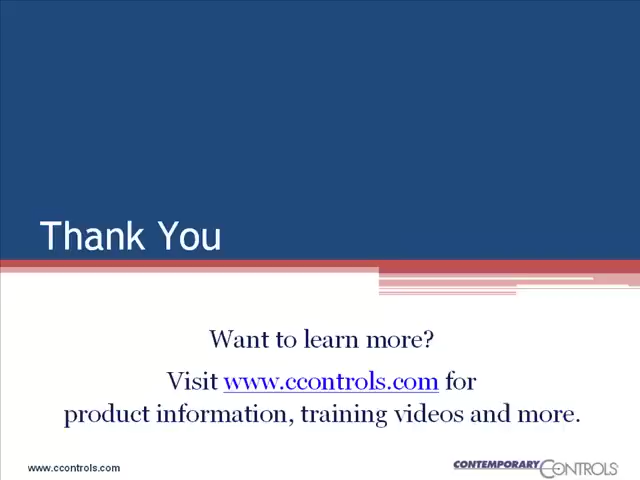 Thank You
Want to learn more?
Visit www.ccontrols.com for
product information, training videos and more.
www.ccontrols.com
CONTEMPORARY CONTROLS